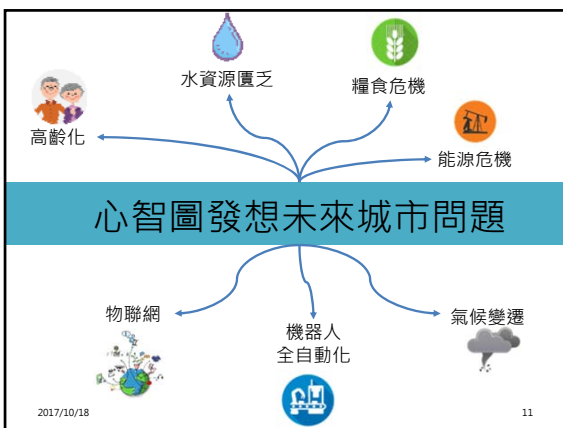 水資源匱乏
糧食危機
高齡化
能源危機
心智圖發想未來城市問題
物聯網
機器人
全自動化
氣候變遷
2017/10/18
11